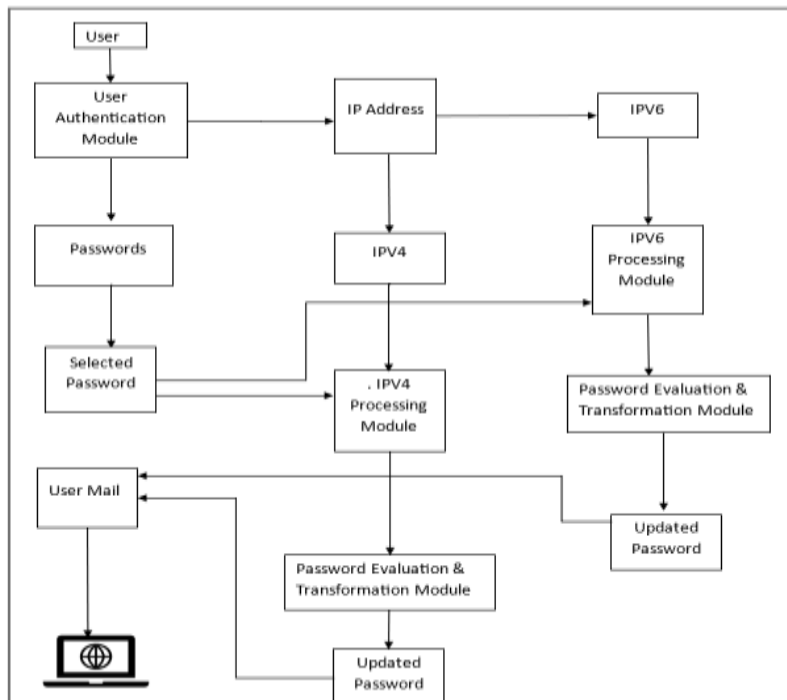 User
User
Authentication
Module
IP Address
IPV6
Passwords
IPV4
IPV6
Processing
Module
Selected
Password
. IPV4
Processing
Module
Password Evaluation &
Transformation Module
User Mail
Updated
Password
Password Evaluation &
Transformation Module
Updated
Password